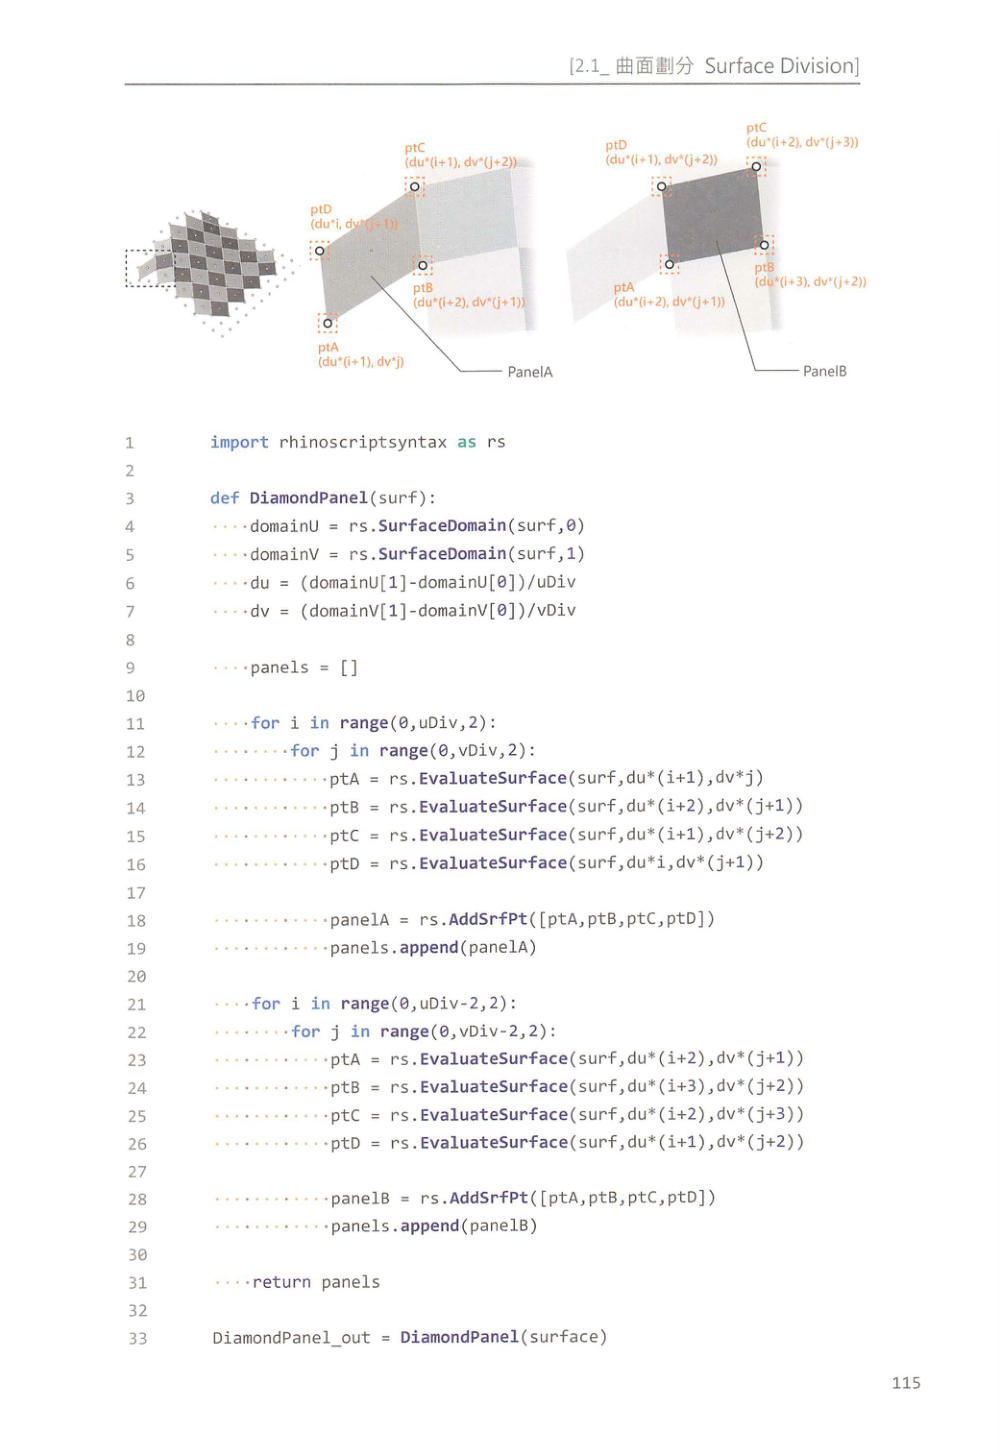 [2.1_ 曲面劃分 Surface Division]
ptC
(du*(i+1), dv*(j+2))
ptD
(du*i, dv*(j+1))
ptB
(du*(i+2), dv*(j+1))
ptA
(du*(i+1), dv*j)
PanelA
ptC
(du*(i+2), dv*(j+3))
ptD
(du*(i+1), dv*(j+2))
ptB
(du*(i+3), dv*(j+2))
ptA
(du*(i+2), dv*(j+1))
PanelB
1 import rhinoscriptsyntax as rs
2
3 def DiamondPanel(surf):
4 ····domainU = rs.SurfaceDomain(surf,0)
5 ····domainV = rs.SurfaceDomain(surf,1)
6 ····du = (domainU[1]-domainU[0])/uDiv
7 ····dv = (domainV[1]-domainV[0])/vDiv
8
9 ····panels = []
10
11 ····for i in range(0,uDiv,2):
12 ········for j in range(0,vDiv,2):
13 ············ptA = rs.EvaluateSurface(surf,du*(i+1),dv*j)
14 ············ptB = rs.EvaluateSurface(surf,du*(i+2),dv*(j+1))
15 ············ptC = rs.EvaluateSurface(surf,du*(i+1),dv*(j+2))
16 ············ptD = rs.EvaluateSurface(surf,du*i,dv*(j+1))
17
18 ············panelA = rs.AddSrfPt([ptA,ptB,ptC,ptD])
19 ············panels.append(panelA)
20
21 ····for i in range(0,uDiv-2,2):
22 ········for j in range(0,vDiv-2,2):
23 ············ptA = rs.EvaluateSurface(surf,du*(i+2),dv*(j+1))
24 ············ptB = rs.EvaluateSurface(surf,du*(i+3),dv*(j+2))
25 ············ptC = rs.EvaluateSurface(surf,du*(i+2),dv*(j+3))
26 ············ptD = rs.EvaluateSurface(surf,du*(i+1),dv*(j+2))
27
28 ············panelB = rs.AddSrfPt([ptA,ptB,ptC,ptD])
29 ············panels.append(panelB)
30
31 ····return panels
32
33 DiamondPanel_out = DiamondPanel(surface)
115